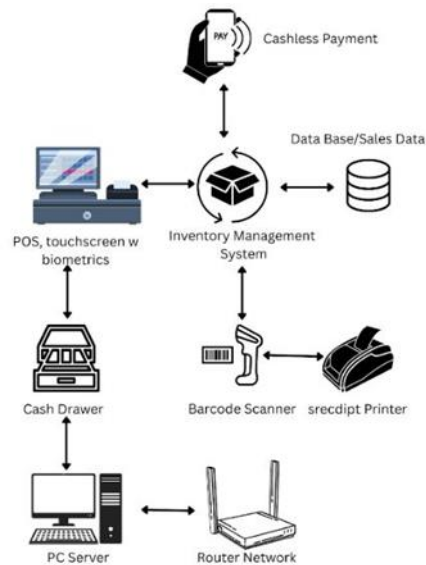 PAY
Cashless Payment
Data Base/Sales Data
POS, touchscreen w
biometrics
Inventory Management
System
Cash Drawer
Barcode Scanner
srecdipt Printer
PC Server
Router Network